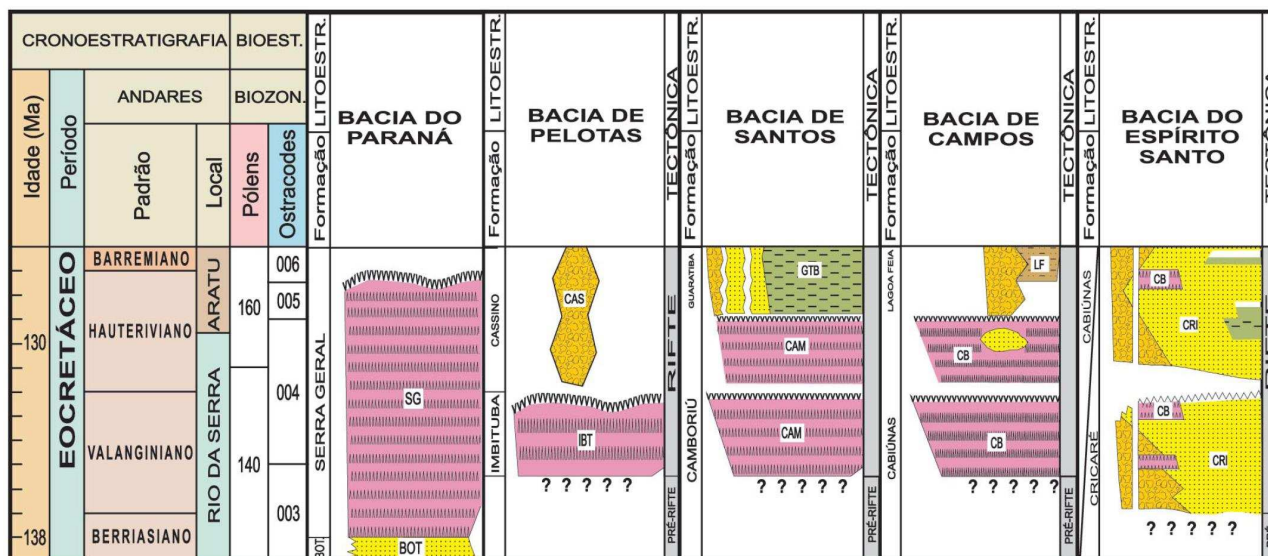 CRONOESTRATIGRAFIA
BIOEST.
ANDARES
BIOZON.
Idade (Ma)
Período
Padrão
Local
Pólens
Ostracodes
Formação
LITOESTR.
BACIA DO
PARANÁ
Formação
LITOESTR.
BACIA DE
PELOTAS
TECTÔNICA
Formação
LITOESTR.
BACIA DE
SANTOS
TECTÔNICA
Formação
LITOESTR.
BACIA DE
CAMPOS
TECTÔNICA
Formação
LITOESTR.
BACIA DO
ESPÍRITO
SANTO
TECTÔNICA
130
138
EOCRETÁCEO
BARREMIANO
HAUTERIVIANO
VALANGINIANO
BERRIASIANO
ARATU
RIO DA SERRA
160
140
006
005
004
003
SERRA GERAL
BOT.
SG
BOT
CASSINO
IMBITUBA
CAS
IBT
? ? ? ? ?
RIFTE
PRÉ-RIFTE
GUARATIBA
CAMBORIÚ
GTB
CAM
CAM
? ? ? ? ?
PRÉ-RIFTE
LAGOA FEIA
CABIÚNAS
LF
CB
CB
? ? ? ? ?
PRÉ-RIFTE
CABIÚNAS
CRICARÉ
CB
CRI
CB
CRI
? ? ? ? ?
RIFTE